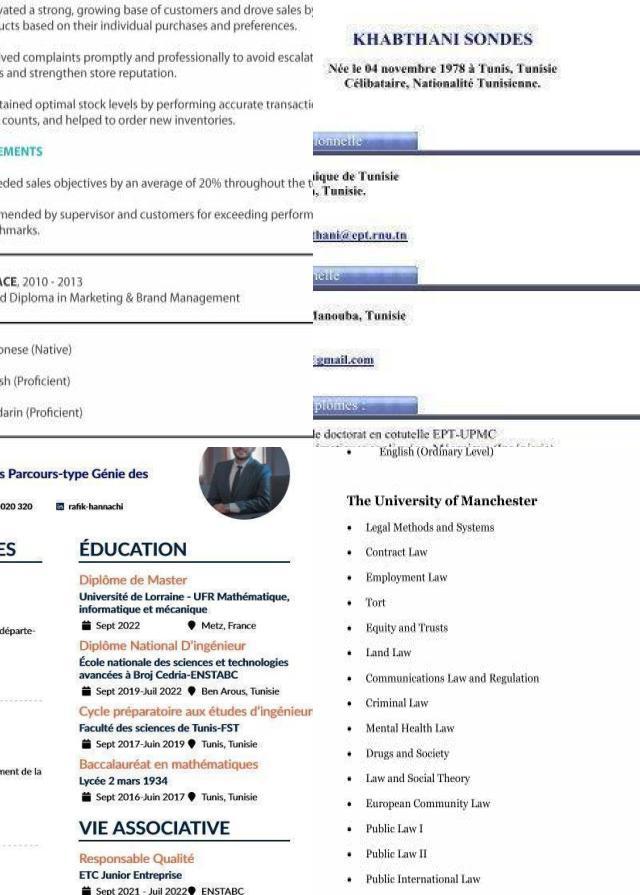 vated a strong, growing base of customers and drove sales by
ucts based on their individual purchases and preferences.
ved complaints promptly and professionally to avoid escalat
s and strengthen store reputation.
tained optimal stock levels by performing accurate transacti
counts, and helped to order new inventories.
EMENTS
eded sales objectives by an average of 20% throughout the t
mended by supervisor and customers for exceeding perform
hmarks.
ACE, 2010 - 2013
d Diploma in Marketing & Brand Management
onese (Native)
sh (Proficient)
darin (Proficient)
KHABTHANI SONDES
Née le 04 novembre 1978 à Tunis, Tunisie
Célibataire, Nationalité Tunisienne.
ionnelle
nique de Tunisie
, Tunisie.
thani@ept.rnu.tn
nelle
Manouba, Tunisie
@gmail.com
plômes :
le doctorat en cotutelle EPT-UPMC
s Parcours-type Génie des
020 320 rafik-hannachi
ES
départe-
ment de la
ÉDUCATION
Diplôme de Master
Université de Lorraine - UFR Mathématique,
informatique et mécanique
Sept 2022 Metz, France
Diplôme National D'ingénieur
École nationale des sciences et technologies
avancées à Broj Cedria-ENSTABC
Sept 2019-Juil 2022 Ben Arous, Tunisie
Cycle préparatoire aux études d'ingénieur
Faculté des sciences de Tunis-FST
Sept 2017-Juin 2019 Tunis, Tunisie
Baccalauréat en mathématiques
Lycée 2 mars 1934
Sept 2016-Juin 2017 Tunis, Tunisie
VIE ASSOCIATIVE
Responsable Qualité
ETC Junior Entreprise
Sept 2021 - Juil 2022 ENSTABC
• English (Ordinary Level)
The University of Manchester
• Legal Methods and Systems
• Contract Law
• Employment Law
• Tort
• Equity and Trusts
• Land Law
• Communications Law and Regulation
• Criminal Law
• Mental Health Law
• Drugs and Society
• Law and Social Theory
• European Community Law
• Public Law I
• Public Law II
• Public International Law